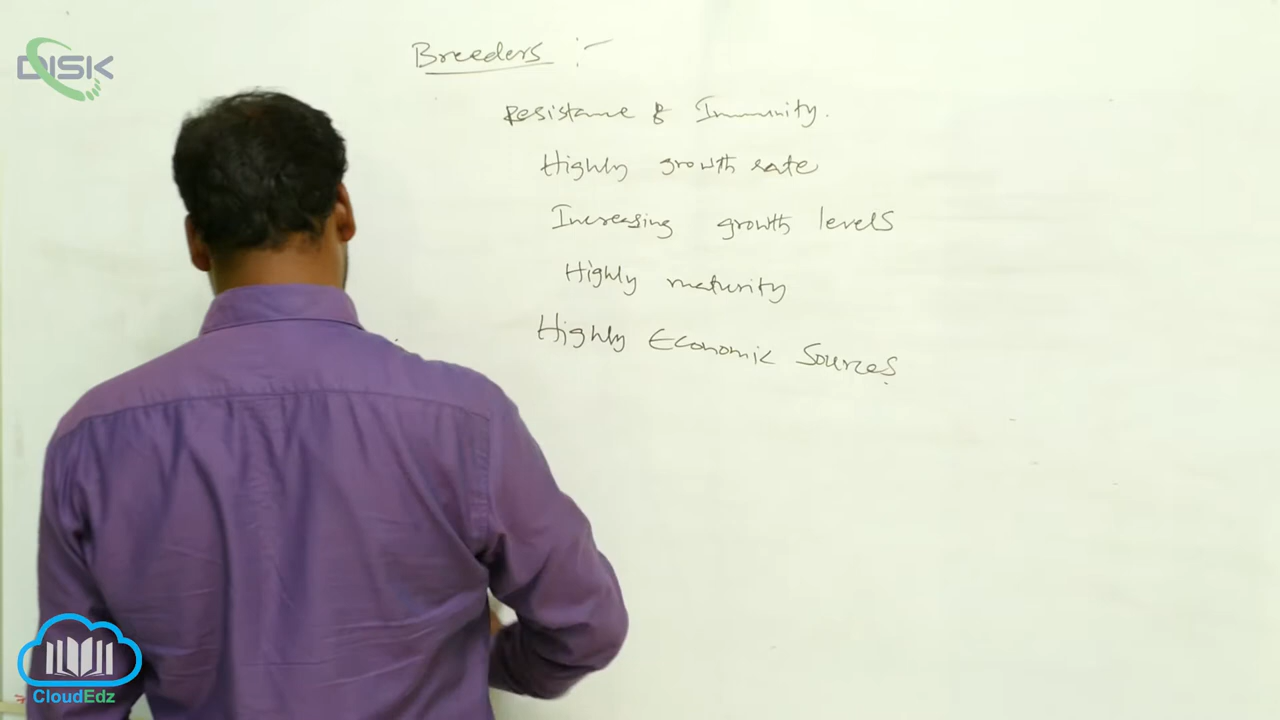 DISK
Breeders :-
Resistance & Immunity.
Highly growth rate
Increasing growth levels
Highly maturity
Highly Economic Sources
CloudEdz